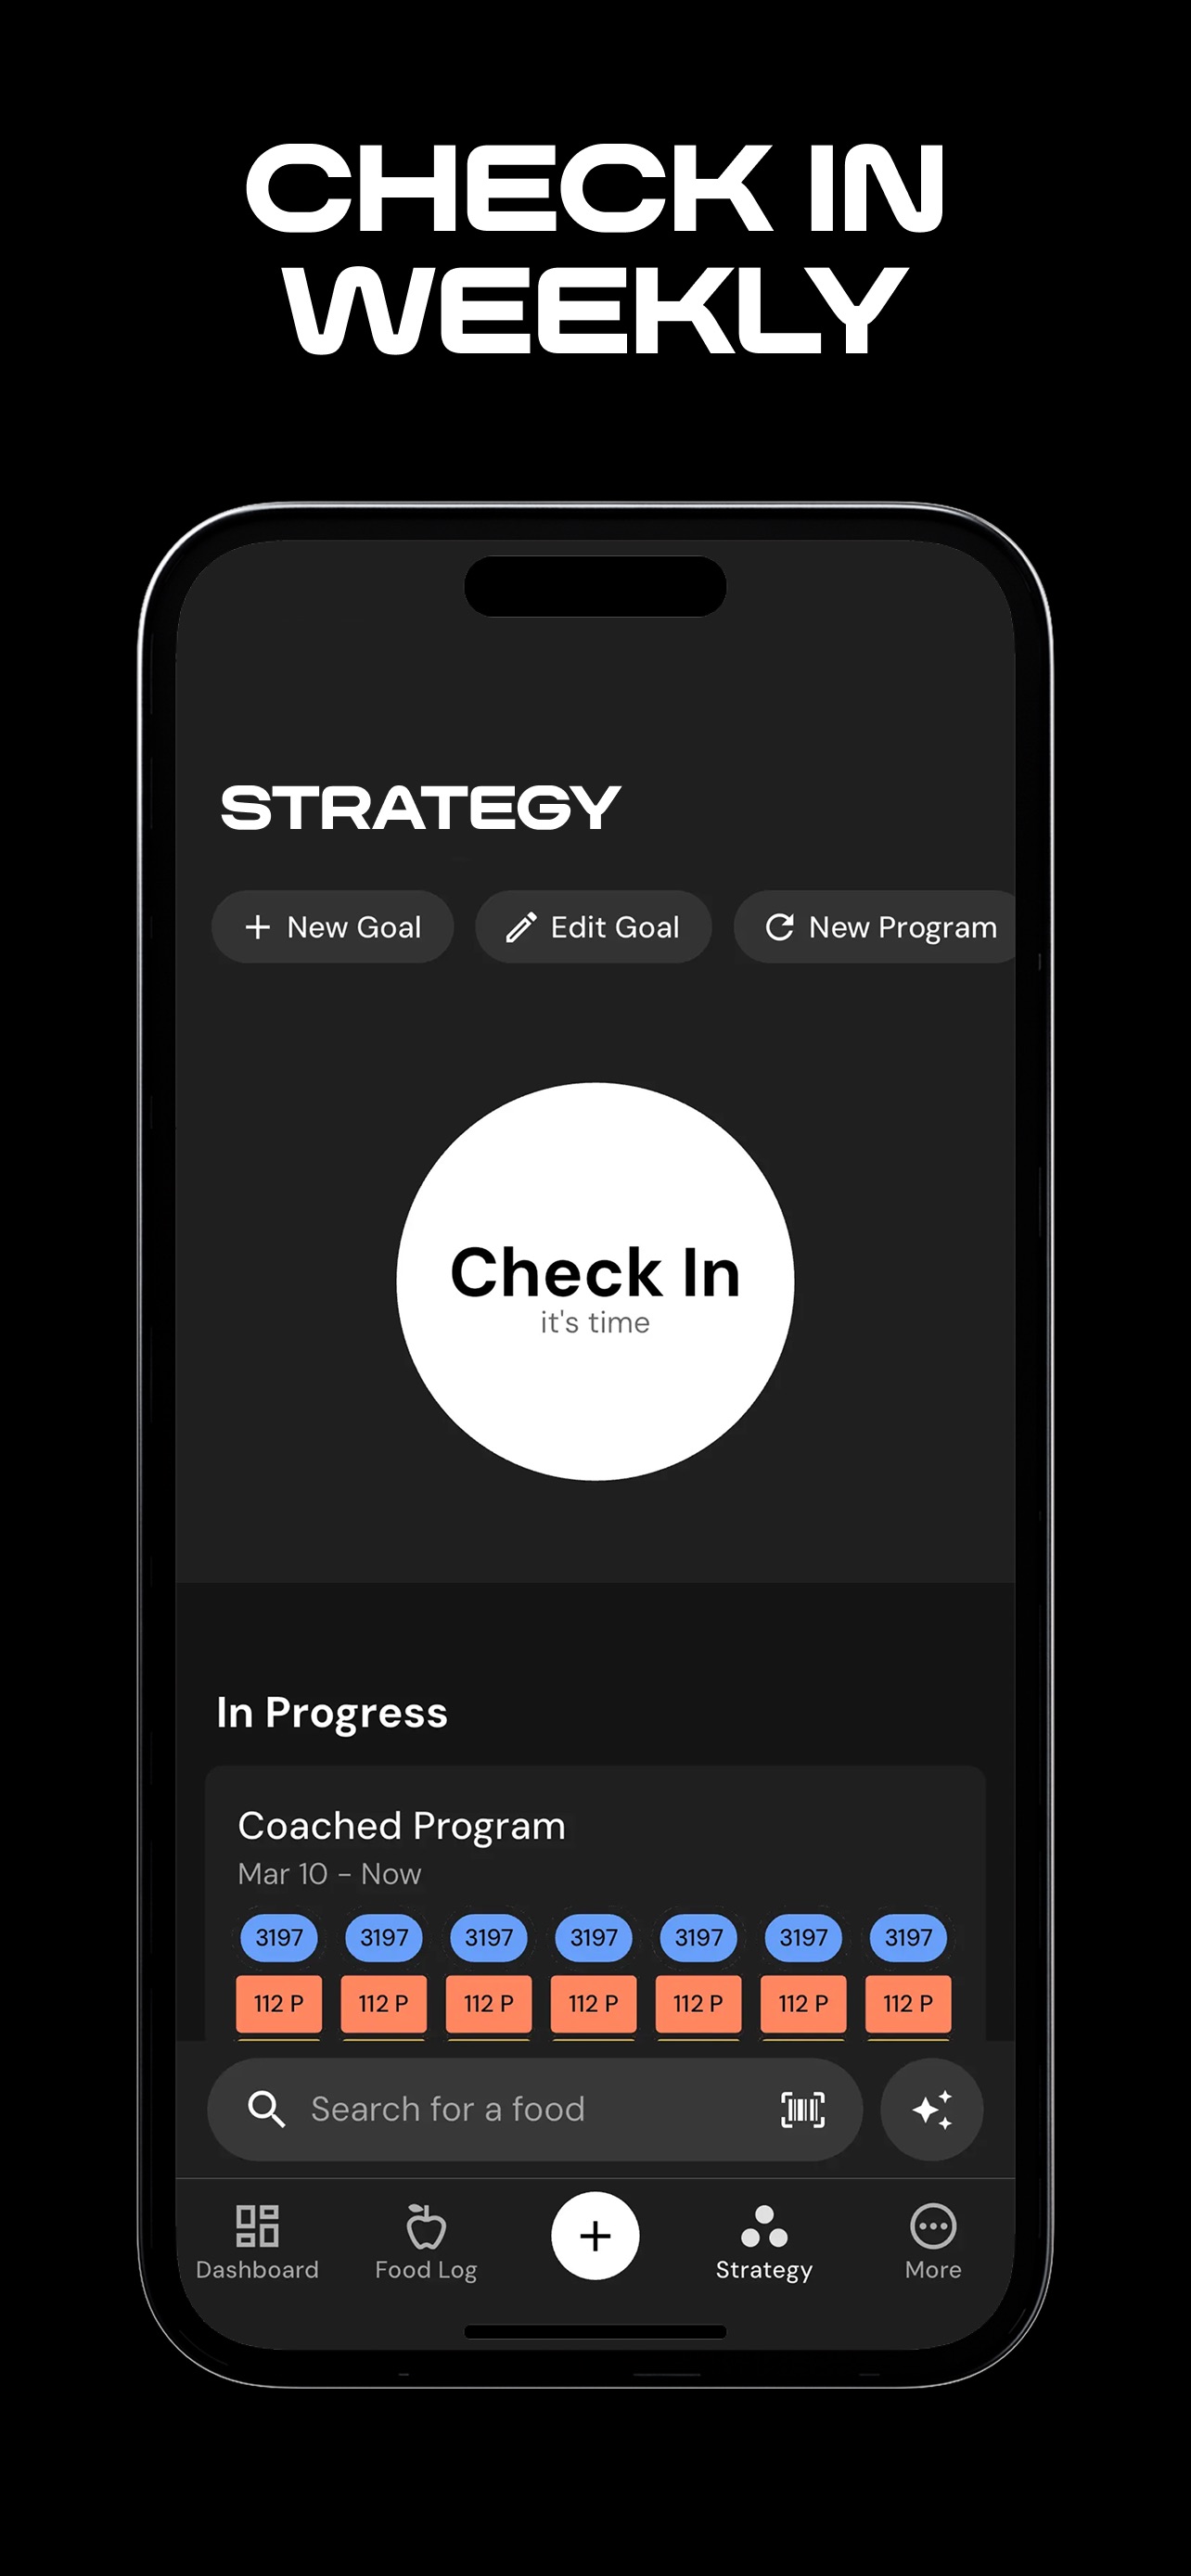 CHECK IN
WEEKLY
STRATEGY
New Goal Edit Goal New Program
Check In
it's time
In Progress
Coached Program
Mar 10 – Now
3197 3197 3197 3197 3197 3197 3197
112 P 112 P 112 P 112 P 112 P 112 P 112 P
Search for a food
Dashboard Food Log Strategy More